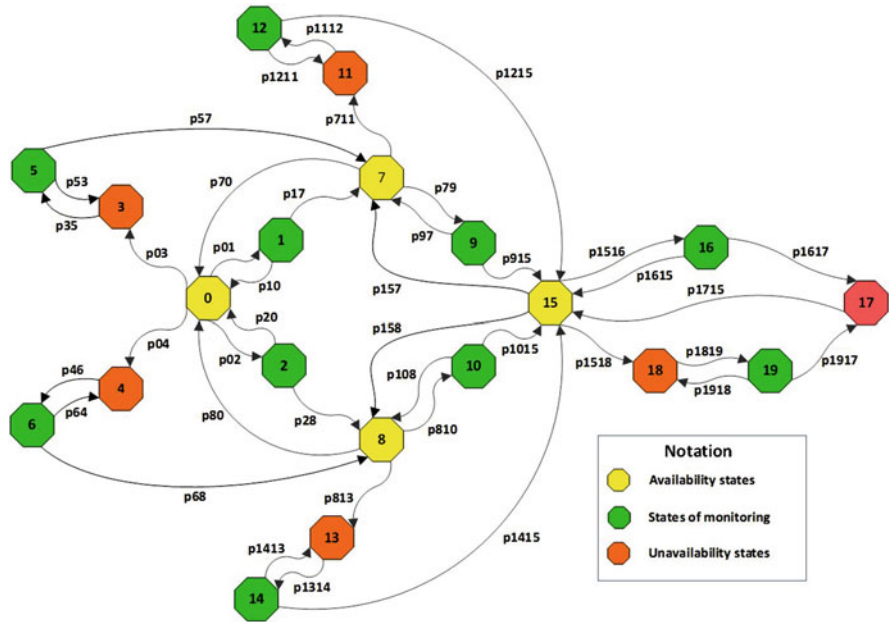 12
p1112
p1211
11
p1215
p711
p57
5
p53
3
p35
p70
7
p17
p79
p97
9
p01
1
p03
p10
0
p915
p1516
16
p1617
p1615
p157
15
p1715
17
p20
p04
p02
2
p158
p46
4
p64
6
p80
p28
p108
10
p1015
p810
8
p1518
18
p1819
19
p1918
p1917
p68
p813
13
p1413
p1314
14
p1415
Notation
Availability states
States of monitoring
Unavailability states